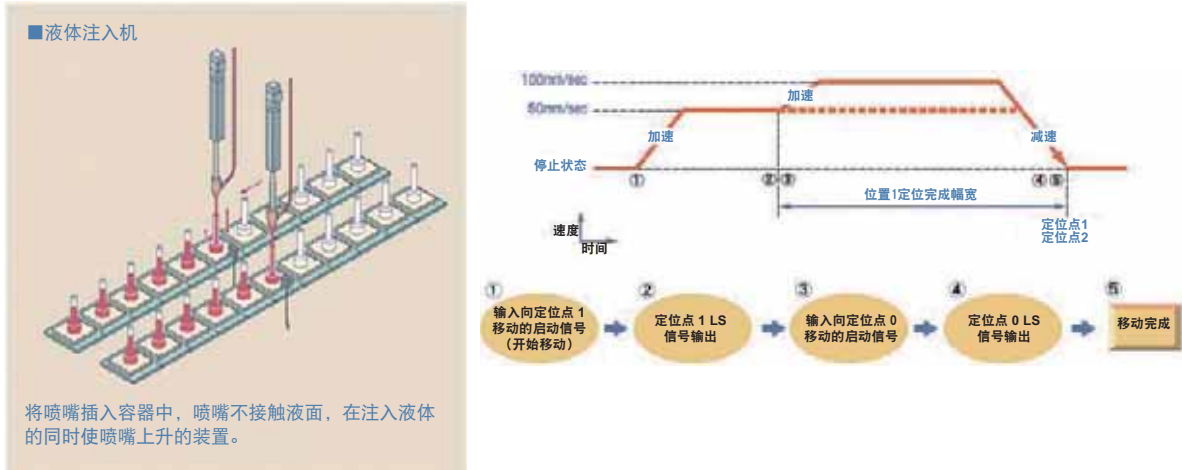 ■液体注入机
将喷嘴插入容器中，喷嘴不接触液面，在注入液体
的同时使喷嘴上升的装置。
100mm/sec
50mm/sec
停止状态
加速
加速
减速
① ②③ ④⑤
位置1定位完成幅宽
定位点1
定位点2
速度
时间
①
输入向定位点 1
移动的启动信号
（开始移动）
②
定位点 1 LS
信号输出
③
输入向定位点 0
移动的启动信号
④
定位点 0 LS
信号输出
⑤
移动完成